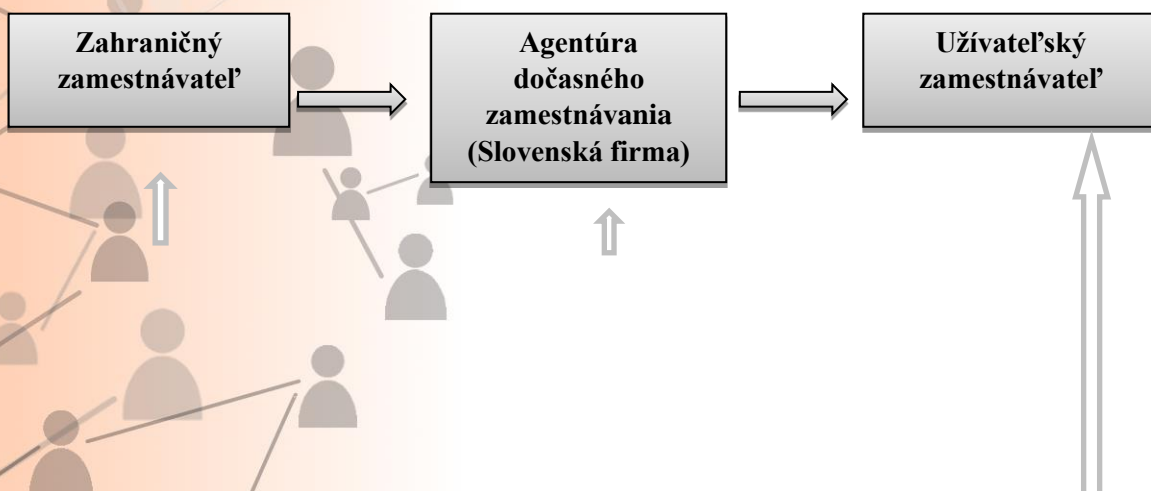 Zahraničný
zamestnávateľ
Agentúra
dočasného
zamestnávania
(Slovenská firma)
Užívateľský
zamestnávateľ